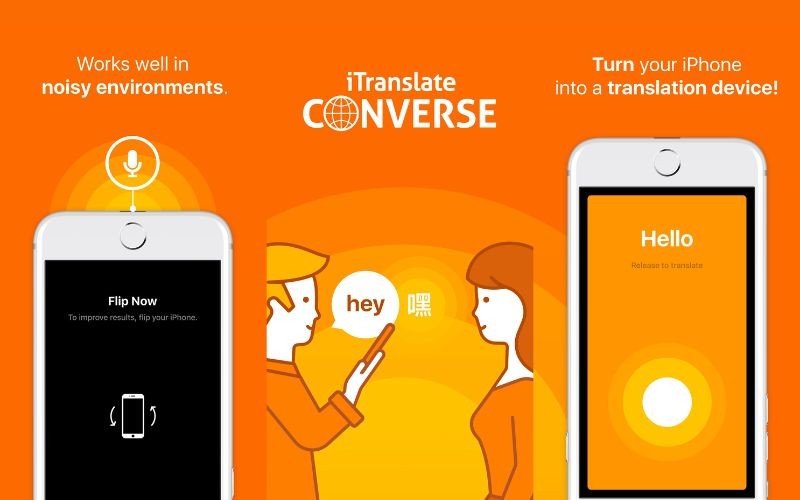 Works well in
noisy environments.
Flip Now
To improve results, flip your iPhone.
iTranslate
CONVERSE
hey
嘿
Turn your iPhone
into a translation device!
Hello
Release to translate